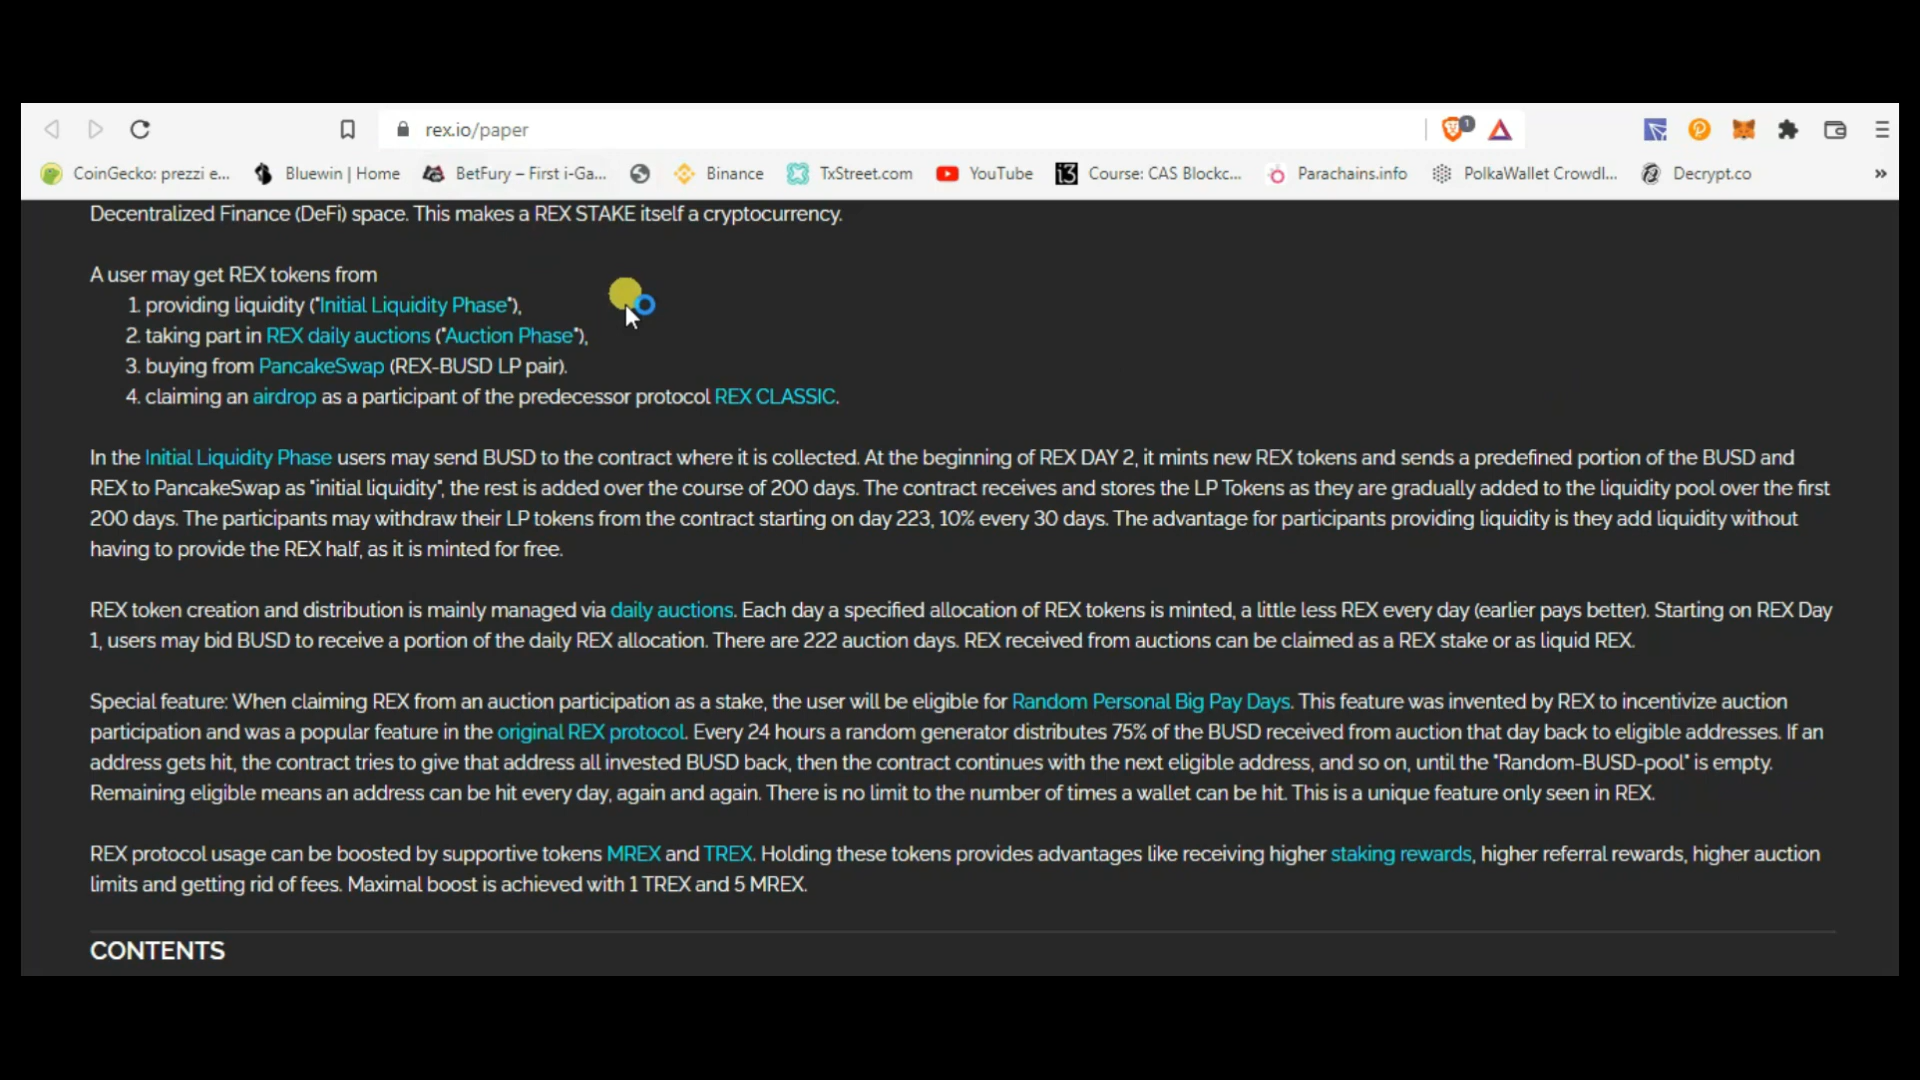 rex.io/paper
1
CoinGecko: prezzi e... Bluewin | Home BetFury – First i-Ga... Binance TxStreet.com YouTube i3 Course: CAS Blockc... Parachains.info PolkaWallet Crowdl... Decrypt.co »
Decentralized Finance (DeFi) space. This makes a REX STAKE itself a cryptocurrency.
A user may get REX tokens from
1. providing liquidity ("Initial Liquidity Phase"),
2. taking part in REX daily auctions ("Auction Phase"),
3. buying from PancakeSwap (REX-BUSD LP pair).
4. claiming an airdrop as a participant of the predecessor protocol REX CLASSIC.
In the Initial Liquidity Phase users may send BUSD to the contract where it is collected. At the beginning of REX DAY 2, it mints new REX tokens and sends a predefined portion of the BUSD and
REX to PancakeSwap as "initial liquidity", the rest is added over the course of 200 days. The contract receives and stores the LP Tokens as they are gradually added to the liquidity pool over the first
200 days. The participants may withdraw their LP tokens from the contract starting on day 223, 10% every 30 days. The advantage for participants providing liquidity is they add liquidity without
having to provide the REX half, as it is minted for free.
REX token creation and distribution is mainly managed via daily auctions. Each day a specified allocation of REX tokens is minted, a little less REX every day (earlier pays better). Starting on REX Day
1, users may bid BUSD to receive a portion of the daily REX allocation. There are 222 auction days. REX received from auctions can be claimed as a REX stake or as liquid REX.
Special feature: When claiming REX from an auction participation as a stake, the user will be eligible for Random Personal Big Pay Days. This feature was invented by REX to incentivize auction
participation and was a popular feature in the original REX protocol. Every 24 hours a random generator distributes 75% of the BUSD received from auction that day back to eligible addresses. If an
address gets hit, the contract tries to give that address all invested BUSD back, then the contract continues with the next eligible address, and so on, until the "Random-BUSD-pool" is empty.
Remaining eligible means an address can be hit every day, again and again. There is no limit to the number of times a wallet can be hit. This is a unique feature only seen in REX.
REX protocol usage can be boosted by supportive tokens MREX and TREX. Holding these tokens provides advantages like receiving higher staking rewards, higher referral rewards, higher auction
limits and getting rid of fees. Maximal boost is achieved with 1 TREX and 5 MREX.
CONTENTS